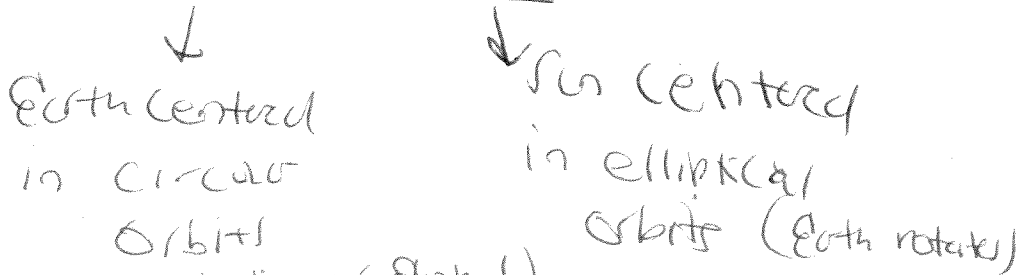 Earth centered
in circular
orbits
Sun centered
in elliptical
orbits (Earth rotates)